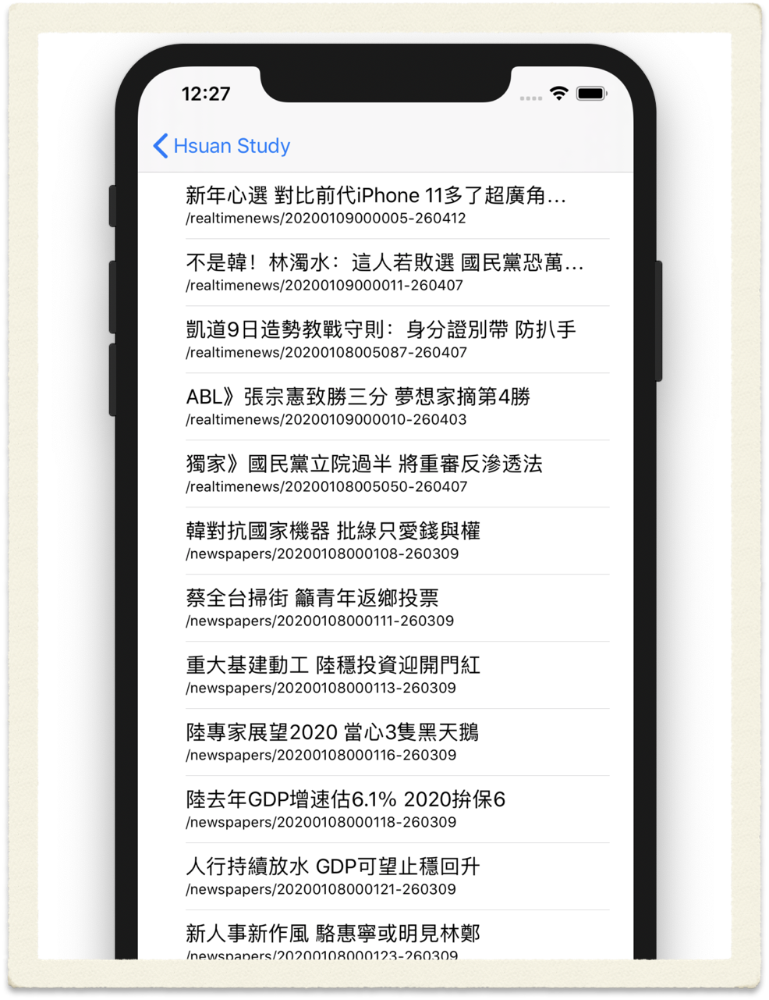 12:27
Hsuan Study
新年心選 對比前代iPhone 11多了超廣角...
/realtimenews/20200109000005-260412
不是韓！林濁水：這人若敗選 國民黨恐萬...
/realtimenews/20200109000011-260407
凱道9日造勢教戰守則：身分證別帶 防扒手
/realtimenews/20200108005087-260407
ABL》張宗憲致勝三分 夢想家摘第4勝
/realtimenews/20200109000010-260403
獨家》國民黨立院過半 將重審反滲透法
/realtimenews/20200108005050-260407
韓對抗國家機器 批綠只愛錢與權
/newspapers/20200108000108-260309
蔡全台掃街 籲青年返鄉投票
/newspapers/20200108000111-260309
重大基建動工 陸穩投資迎開門紅
/newspapers/20200108000113-260309
陸專家展望2020 當心3隻黑天鵝
/newspapers/20200108000116-260309
陸去年GDP增速估6.1% 2020拚保6
/newspapers/20200108000118-260309
人行持續放水 GDP可望止穩回升
/newspapers/20200108000121-260309
新人事新作風 駱惠寧或明見林鄭
/newspapers/20200108000123-260309